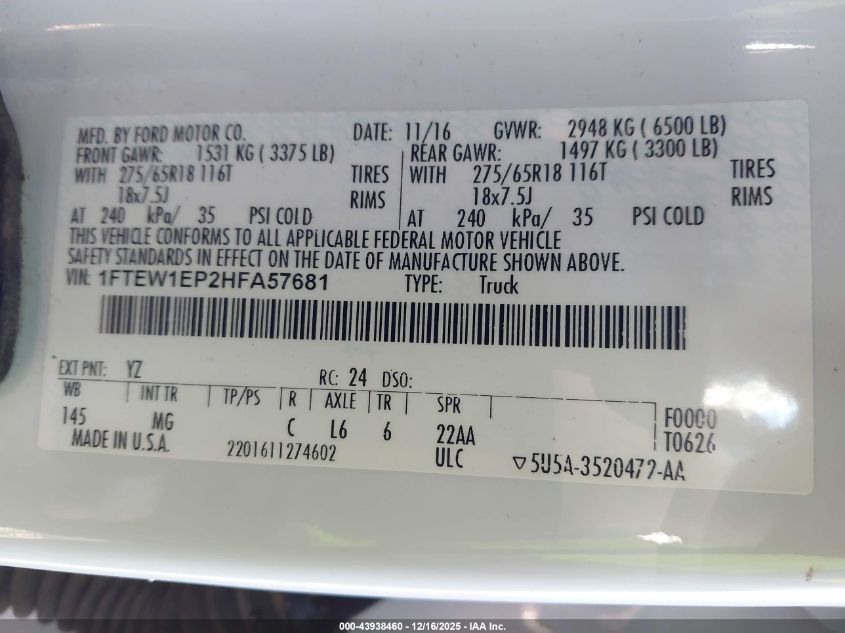 MFD. BY FORD MOTOR CO. DATE: 11/16 GVWR: 2948 KG ( 6500 LB)
FRONT GAWR: 1531 KG ( 3375 LB) REAR GAWR: 1497 KG ( 3300 LB)
WITH 275/65R18 116T TIRES WITH 275/65R18 116T TIRES
18x7.5J RIMS 18x7.5J RIMS
AT 240 kPa/ 35 PSI COLD AT 240 kPa/ 35 PSI COLD
THIS VEHICLE CONFORMS TO ALL APPLICABLE FEDERAL MOTOR VEHICLE
SAFETY STANDARDS IN EFFECT ON THE DATE OF MANUFACTURE SHOWN ABOVE.
VIN: 1FTEW1EP2HFA57681 TYPE: Truck
EXT PNT: YZ RC: 24 DSO:
WB INT TR TP/PS R AXLE TR SPR
145 MG C L6 6 22AA F0000
T0626
MADE IN U.S.A. 2201611274602 ULC ▽5U5A-3520472-AA
000-43938460 - 12/16/2025 - IAA Inc.